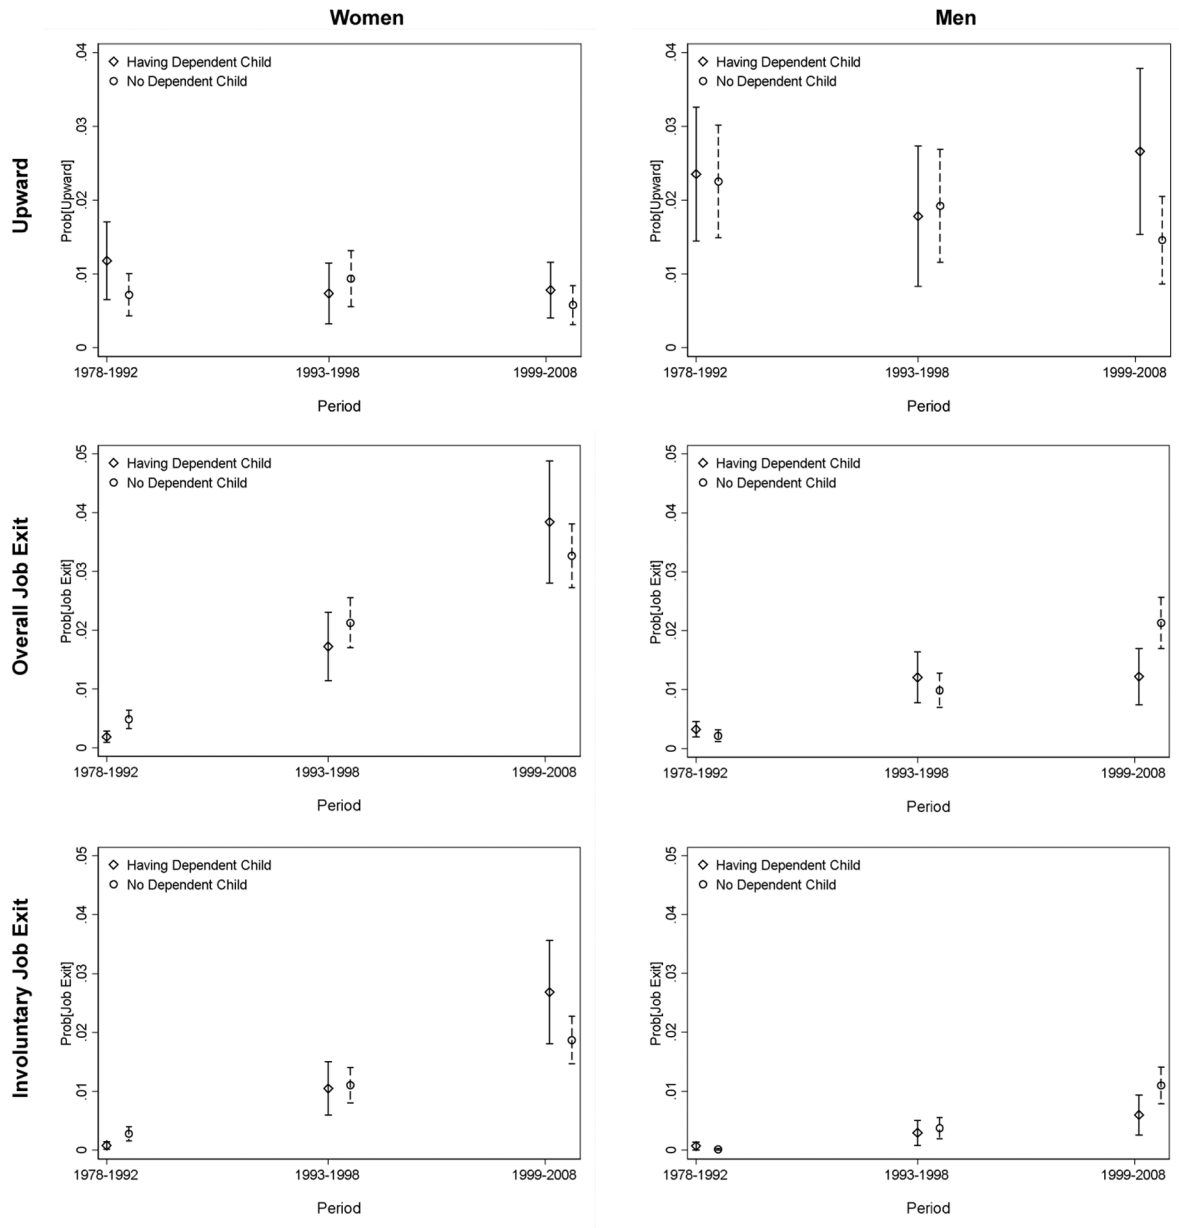 Women
Men
Upward
Prob[Upward]
.04
.03
.02
.01
0
Having Dependent Child
No Dependent Child
1978-1992
1993-1998
1999-2008
Period
Prob[Upward]
.04
.03
.02
.01
0
Having Dependent Child
No Dependent Child
1978-1992
1993-1998
1999-2008
Period
Overall Job Exit
Prob[Job Exit]
.05
.04
.03
.02
.01
0
Having Dependent Child
No Dependent Child
1978-1992
1993-1998
1999-2008
Period
Prob[Job Exit]
.05
.04
.03
.02
.01
0
Having Dependent Child
No Dependent Child
1978-1992
1993-1998
1999-2008
Period
Involuntary Job Exit
Prob[Job Exit]
.05
.04
.03
.02
.01
0
Having Dependent Child
No Dependent Child
1978-1992
1993-1998
1999-2008
Period
Prob[Job Exit]
.05
.04
.03
.02
.01
0
Having Dependent Child
No Dependent Child
1978-1992
1993-1998
1999-2008
Period